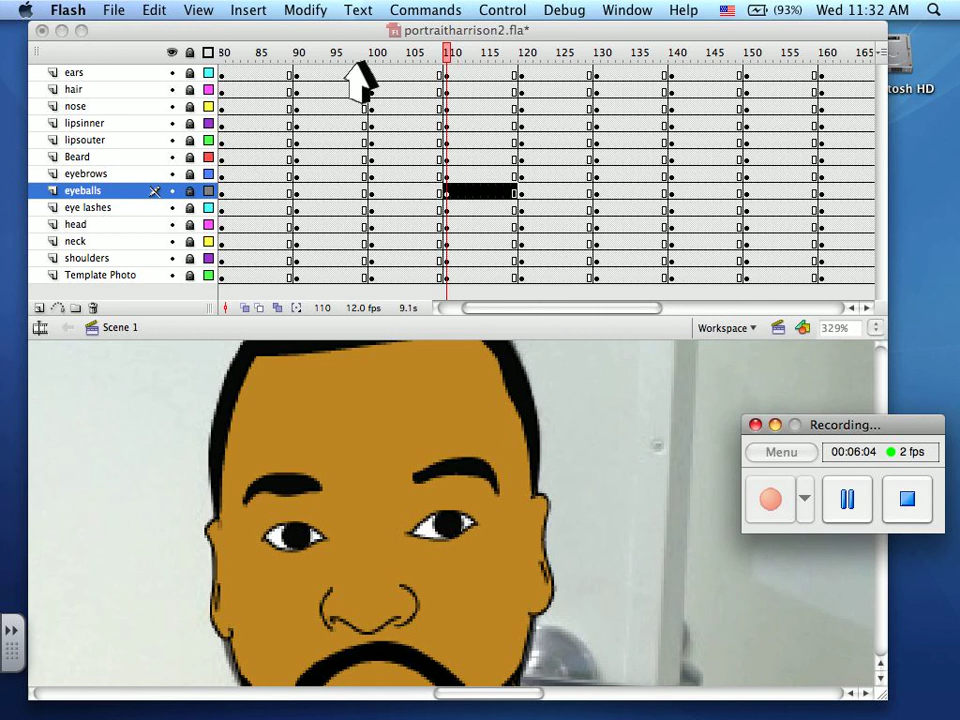 Flash File Edit View Insert Modify Text Commands Control Debug Window Help (93%) Wed 11:32 AM
portraitharrison2.fla*
80 85 90 95 100 105 110 115 120 125 130 135 140 145 150 155 160 165
tosh HD
ears
hair
nose
lipsinner
lipsouter
Beard
eyebrows
eyeballs
eye lashes
head
neck
shoulders
Template Photo
110 12.0 fps 9.1s
Scene 1 Workspace 329%
Recording...
Menu 00:06:04 2 fps